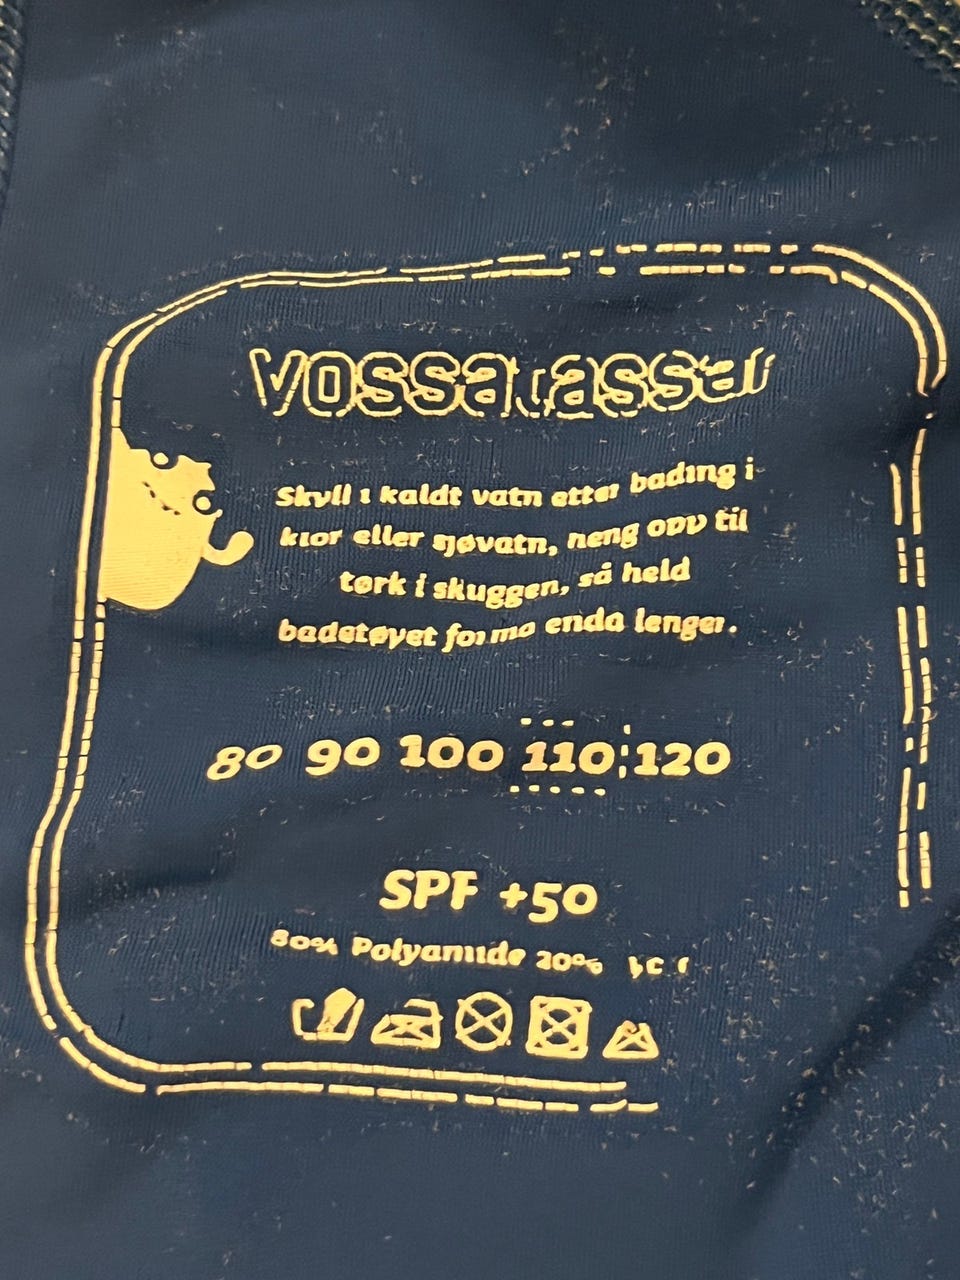 Vossatassar
Skyll i kaldt vatn etter bading i
klor eller sjøvatn, heng opp til
tørk i skuggen, så held
badetøyet forma enda lenger.
80 90 100 110 120
SPF +50
80% Polyamide 20%